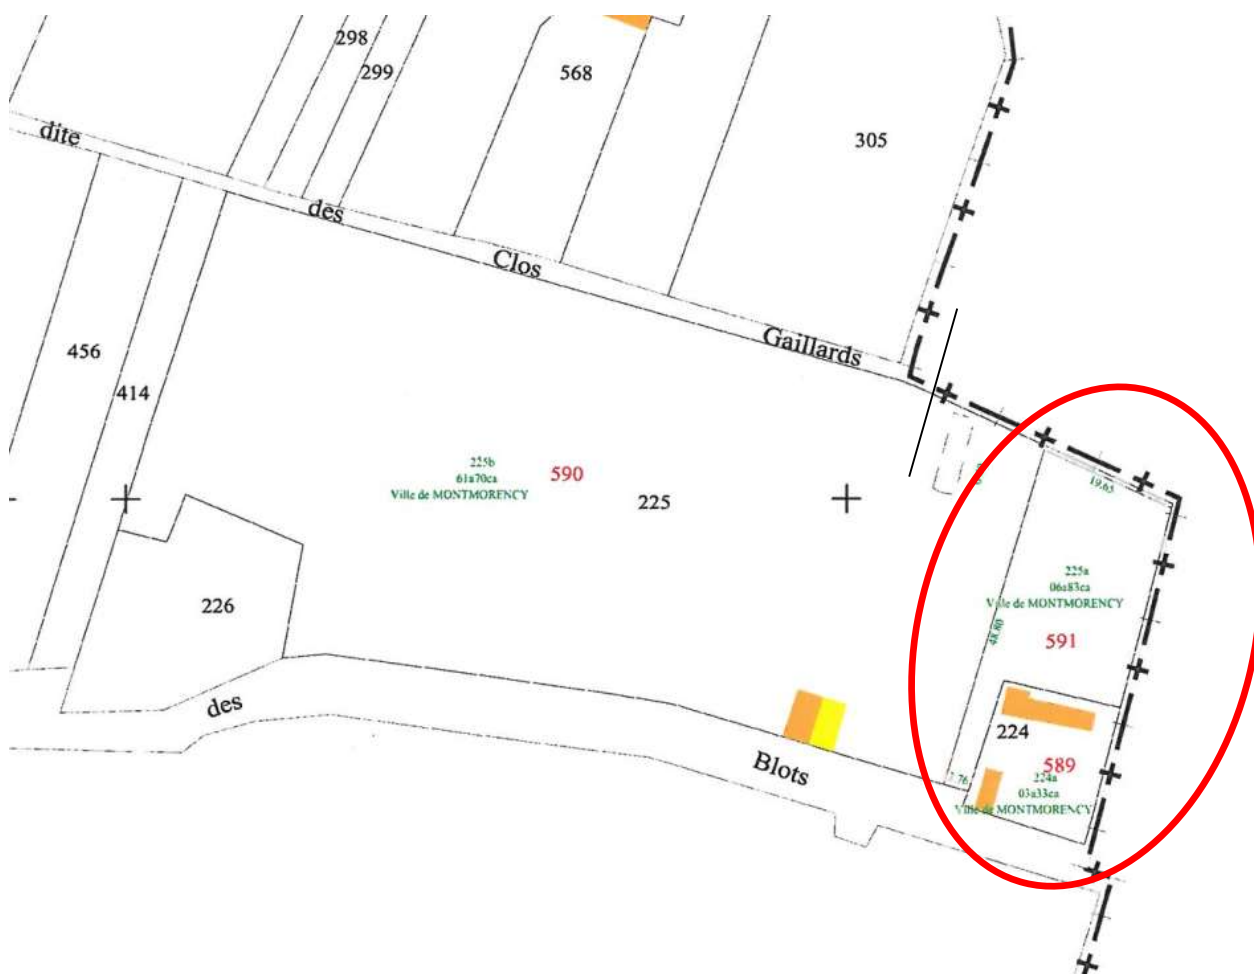 298
299
568
305
dite
des
Clos
Gaillards
456
414
225b
61a70ca
Ville de MONTMORENCY
590
225
19.65
225a
06a83ca
Ville de MONTMORENCY
591
48.80
226
des
Blots
224
589
224a
03a33ca
Ville de MONTMORENCY